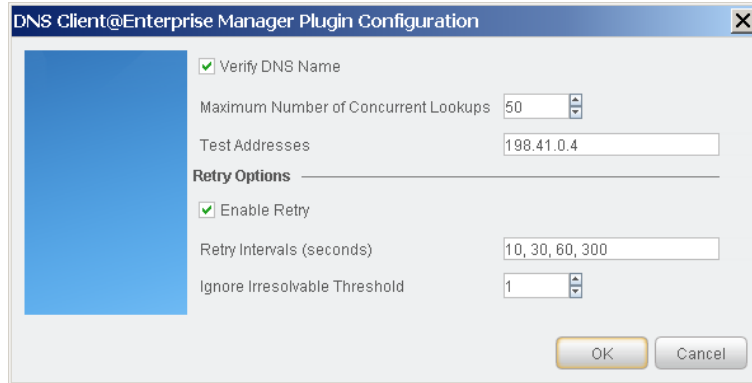 DNS Client@Enterprise Manager Plugin Configuration
Verify DNS Name
Maximum Number of Concurrent Lookups 50
Test Addresses 198.41.0.4
Retry Options
Enable Retry
Retry Intervals (seconds) 10, 30, 60, 300
Ignore Irresolvable Threshold 1
OK Cancel